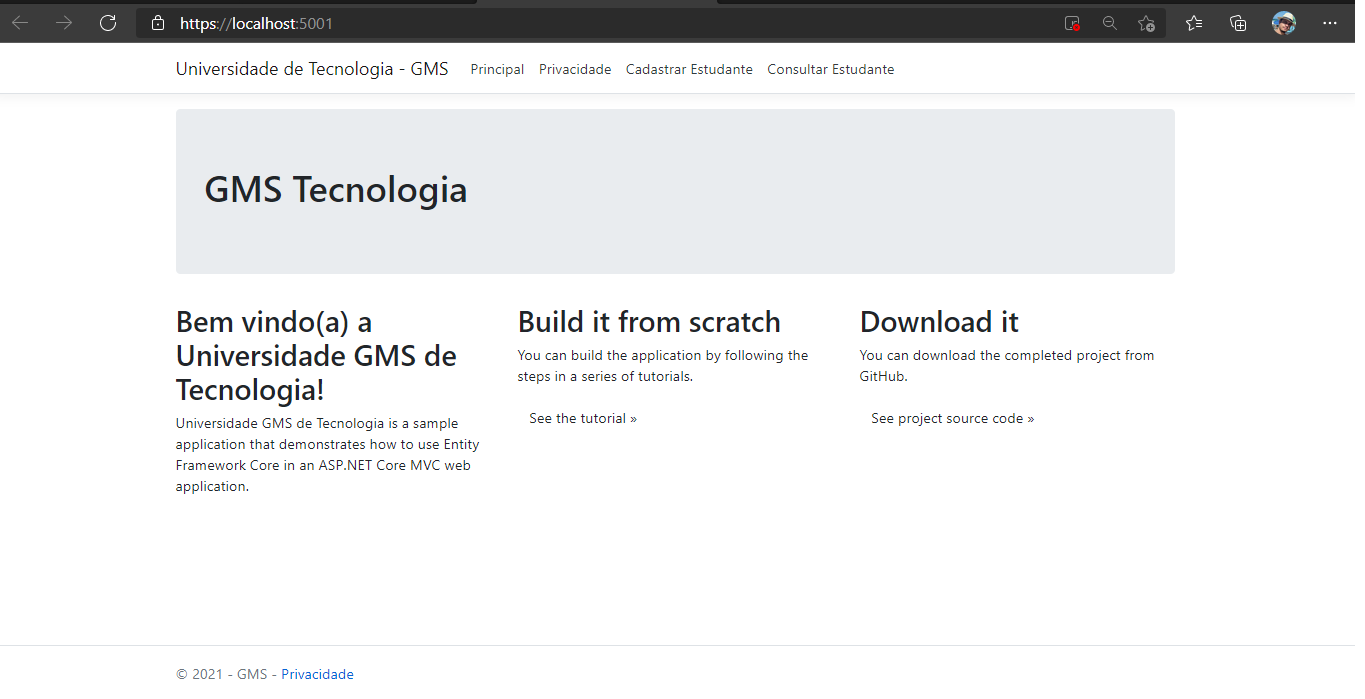 https://localhost:5001
Universidade de Tecnologia - GMS Principal Privacidade Cadastrar Estudante Consultar Estudante
GMS Tecnologia
Bem vindo(a) a
Universidade GMS de
Tecnologia!
Universidade GMS de Tecnologia is a sample
application that demonstrates how to use Entity
Framework Core in an ASP.NET Core MVC web
application.
Build it from scratch
You can build the application by following the
steps in a series of tutorials.
See the tutorial »
Download it
You can download the completed project from
GitHub.
See project source code »
© 2021 - GMS - Privacidade